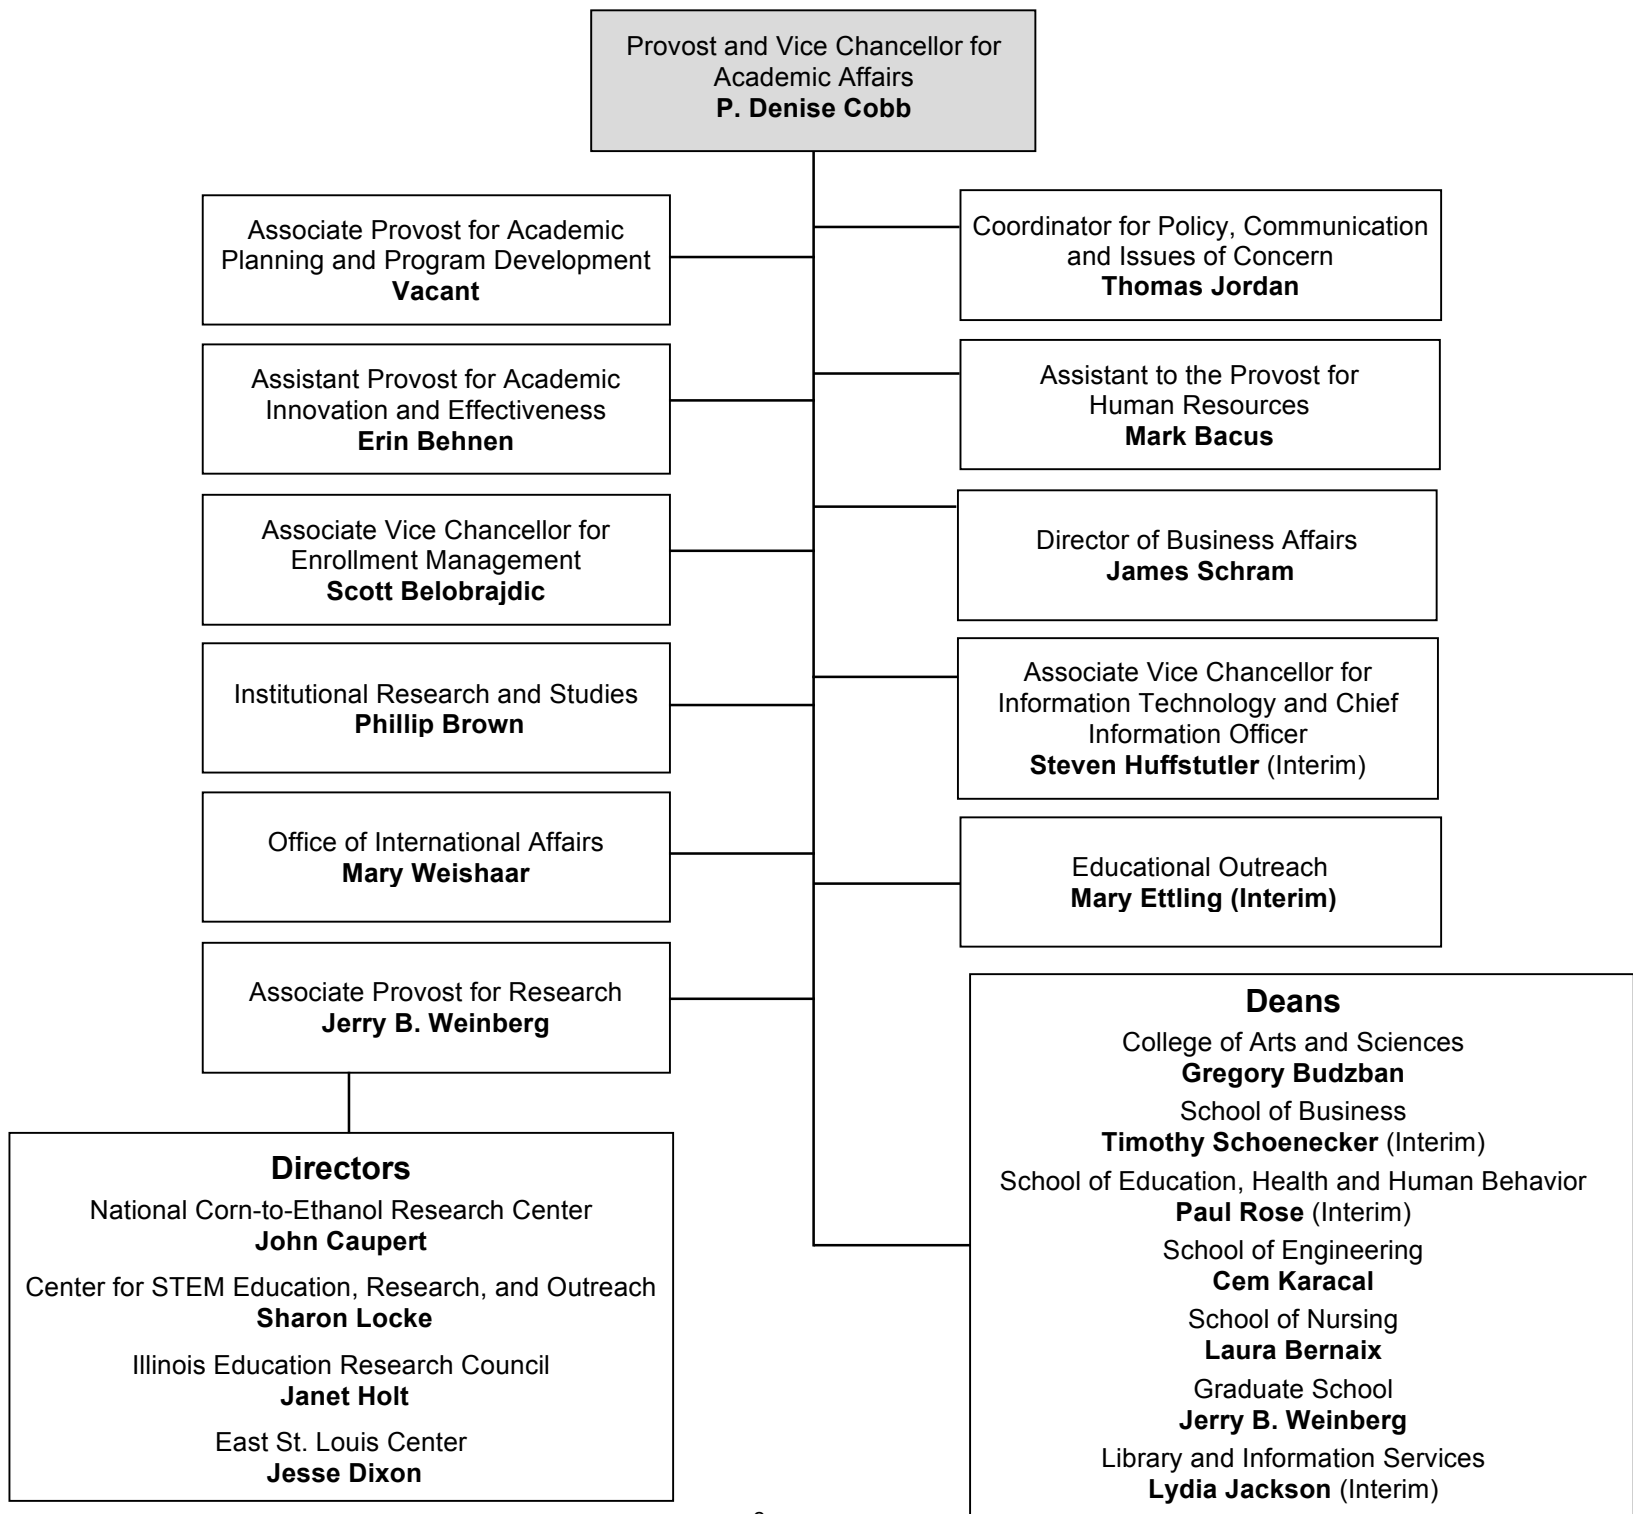 Provost and Vice Chancellor for
Academic Affairs
P. Denise Cobb
Associate Provost for Academic
Planning and Program Development
Vacant
Assistant Provost for Academic
Innovation and Effectiveness
Erin Behnen
Associate Vice Chancellor for
Enrollment Management
Scott Belobrajdic
Institutional Research and Studies
Phillip Brown
Office of International Affairs
Mary Weishaar
Associate Provost for Research
Jerry B. Weinberg
Directors
National Corn-to-Ethanol Research Center
John Caupert
Center for STEM Education, Research, and Outreach
Sharon Locke
Illinois Education Research Council
Janet Holt
East St. Louis Center
Jesse Dixon
Coordinator for Policy, Communication
and Issues of Concern
Thomas Jordan
Assistant to the Provost for
Human Resources
Mark Bacus
Director of Business Affairs
James Schram
Associate Vice Chancellor for
Information Technology and Chief
Information Officer
Steven Huffstutler (Interim)
Educational Outreach
Mary Ettling (Interim)
Deans
College of Arts and Sciences
Gregory Budzban
School of Business
Timothy Schoenecker (Interim)
School of Education, Health and Human Behavior
Paul Rose (Interim)
School of Engineering
Cem Karacal
School of Nursing
Laura Bernaix
Graduate School
Jerry B. Weinberg
Library and Information Services
Lydia Jackson (Interim)